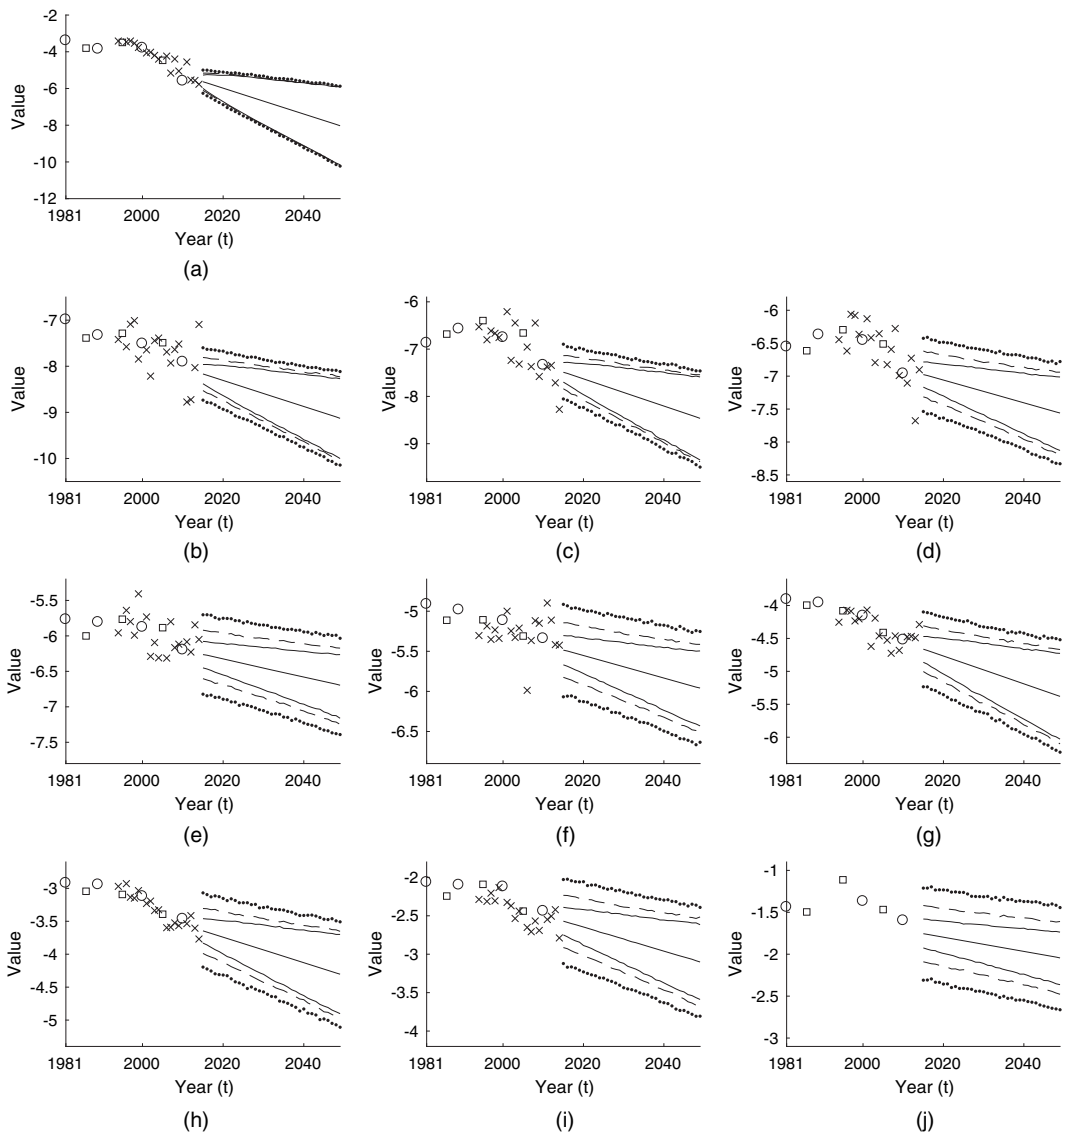 -2
-4
-6
-8
-10
-12
Value
1981 2000 2020 2040
Year (t)
(a)
-7
-8
-9
-10
Value
1981 2000 2020 2040
Year (t)
(b)
-6
-7
-8
-9
Value
1981 2000 2020 2040
Year (t)
(c)
-6
-6.5
-7
-7.5
-8
-8.5
Value
1981 2000 2020 2040
Year (t)
(d)
-5.5
-6
-6.5
-7
-7.5
Value
1981 2000 2020 2040
Year (t)
(e)
-5
-5.5
-6
-6.5
Value
1981 2000 2020 2040
Year (t)
(f)
-4
-4.5
-5
-5.5
-6
Value
1981 2000 2020 2040
Year (t)
(g)
-3
-3.5
-4
-4.5
-5
Value
1981 2000 2020 2040
Year (t)
(h)
-2
-2.5
-3
-3.5
-4
Value
1981 2000 2020 2040
Year (t)
(i)
-1
-1.5
-2
-2.5
-3
Value
1981 2000 2020 2040
Year (t)
(j)